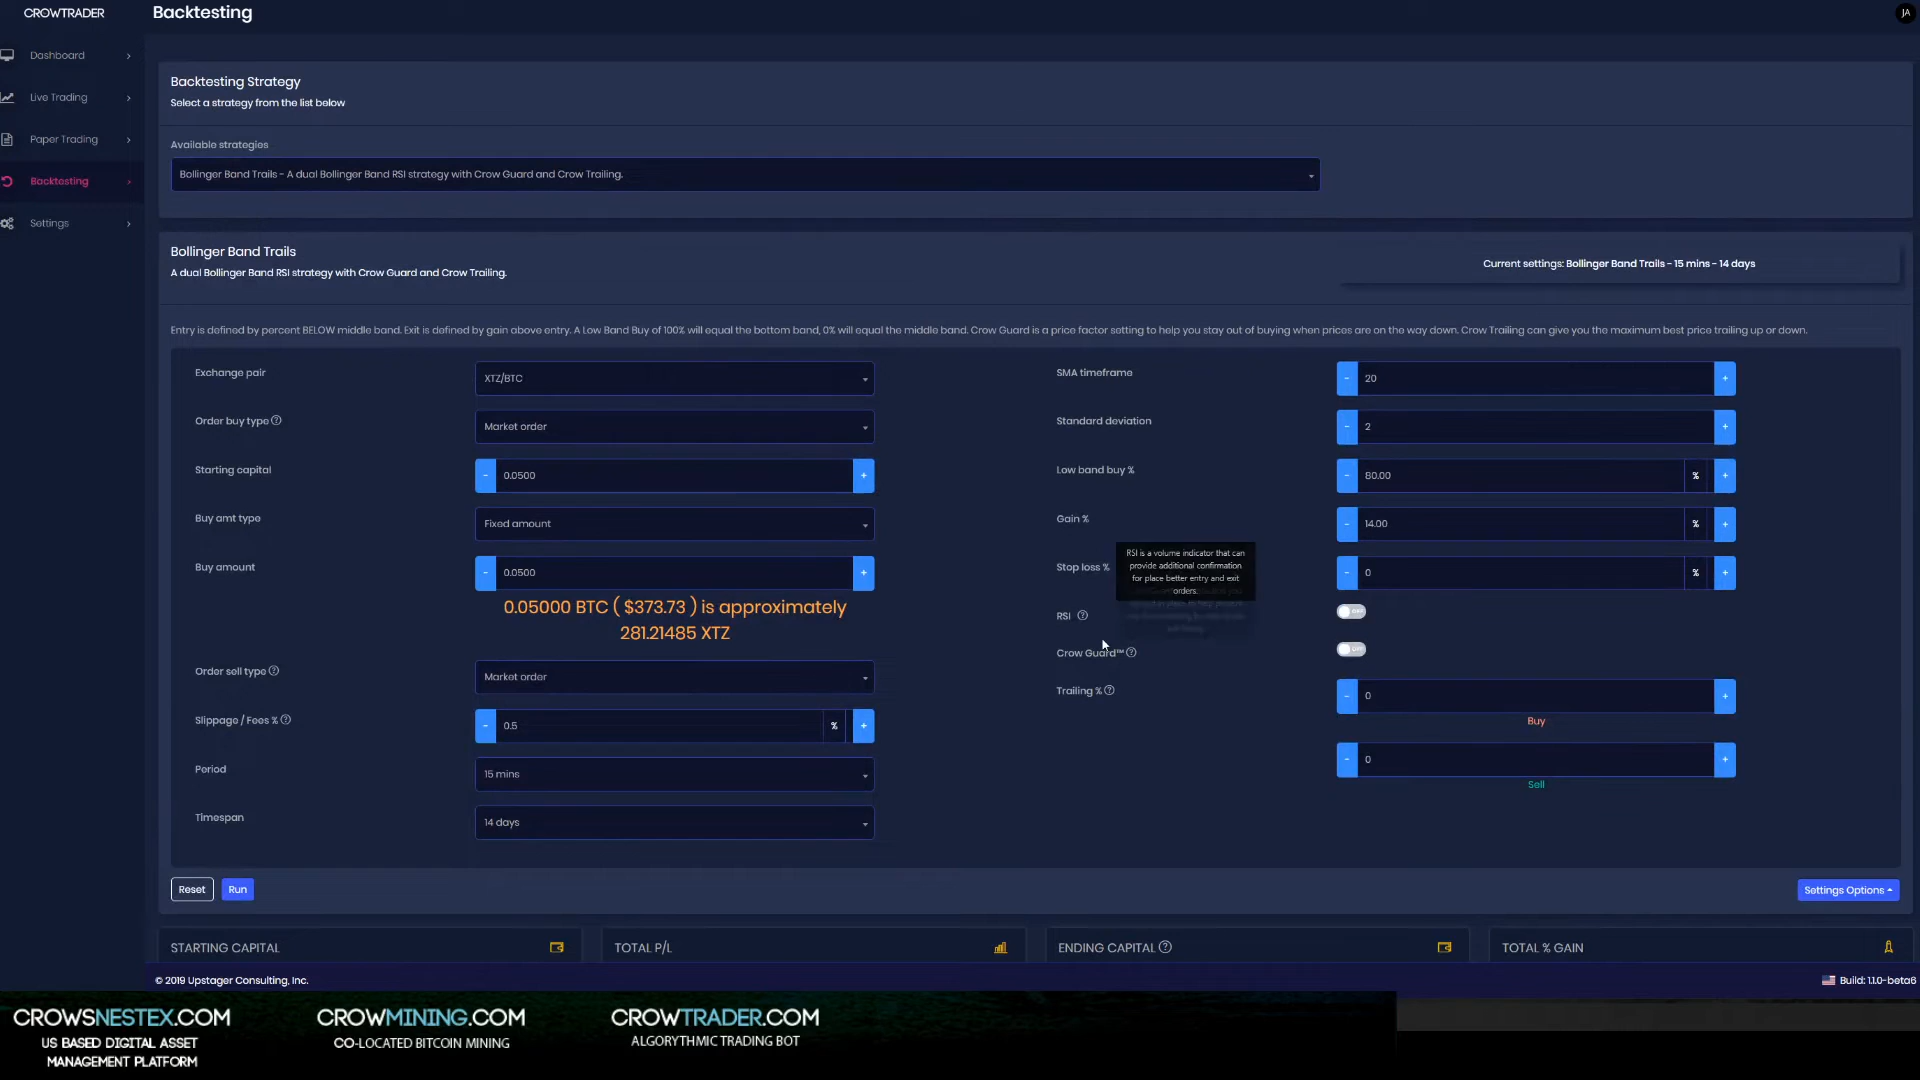 CROWTRADER
Backtesting
JA
Dashboard
Live Trading
Paper Trading
Backtesting
Settings
Backtesting Strategy
Select a strategy from the list below
Available strategies
Bollinger Band Trails - A dual Bollinger Band RSI strategy with Crow Guard and Crow Trailing.
Bollinger Band Trails
A dual Bollinger Band RSI strategy with Crow Guard and Crow Trailing.
Current settings: Bollinger Band Trails - 15 mins - 14 days
Entry is defined by percent BELOW middle band. Exit is defined by gain above entry. A Low Band Buy of 100% will equal the bottom band, 0% will equal the middle band. Crow Guard is a price factor setting to help you stay out of buying when prices are on the way down. Crow Trailing can give you the maximum best price trailing up or down.
Exchange pair
XTZ/BTC
Order buy type
Market order
Starting capital
- 0.0500 +
Buy amt type
Fixed amount
Buy amount
- 0.0500 +
0.05000 BTC ( $373.73 ) is approximately
281.21485 XTZ
Order sell type
Market order
Slippage / Fees %
- 0.5 % +
Period
15 mins
Timespan
14 days
SMA timeframe
- 20 +
Standard deviation
- 2 +
Low band buy %
- 80.00 % +
Gain %
- 14.00 % +
Stop loss %
- 0 % +
RSI is a volume indicator that can
provide additional confirmation
for place better entry and exit
orders.
RSI
OFF
Crow Guard™
OFF
Trailing %
- 0 +
Buy
- 0 +
Sell
Reset
Run
Settings Options
STARTING CAPITAL
TOTAL P/L
ENDING CAPITAL
TOTAL % GAIN
© 2019 Upstager Consulting, Inc.
Build: 1.1.0-beta6
CROWSNESTEX.COM
US BASED DIGITAL ASSET
MANAGEMENT PLATFORM
CROWMINING.COM
CO-LOCATED BITCOIN MINING
CROWTRADER.COM
ALGORYTHMIC TRADING BOT